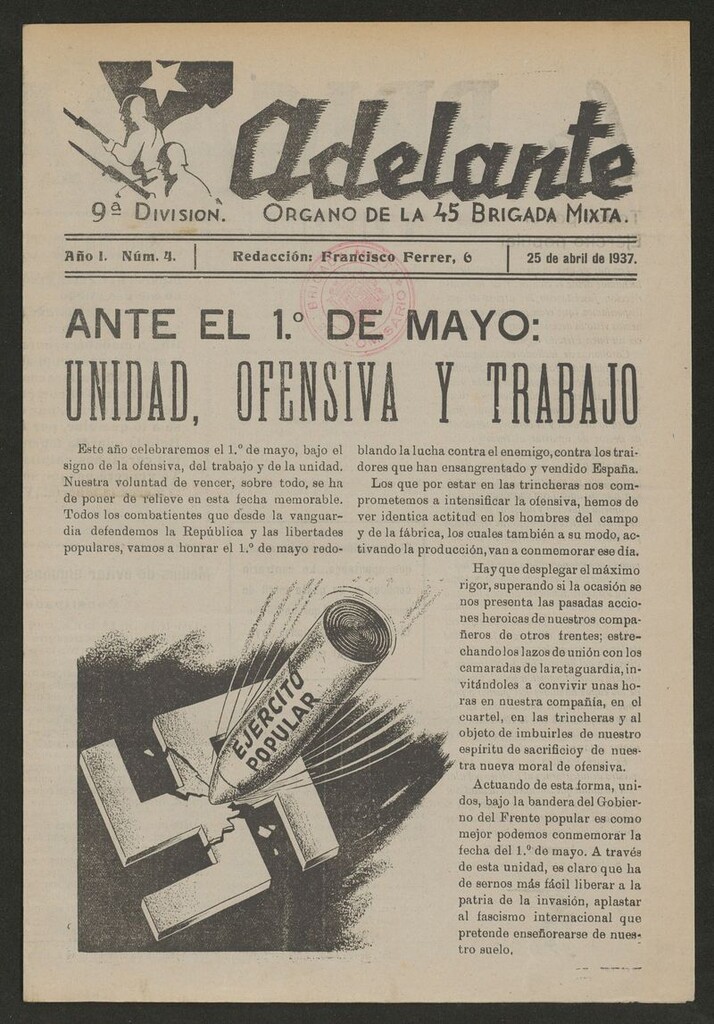 Adelante
9ª DIVISION. ORGANO DE LA 45 BRIGADA MIXTA.
Año I. Núm. 4. Redacción: Francisco Ferrer, 6 25 de abril de 1937.
ANTE EL 1.º DE MAYO:
UNIDAD, OFENSIVA Y TRABAJO
Este año celebraremos el 1.º de mayo, bajo el
signo de la ofensiva, del trabajo y de la unidad.
Nuestra voluntad de vencer, sobre todo, se ha
de poner de relieve en esta fecha memorable.
Todos los combatientes que desde la vanguar-
dia defendemos la República y las libertades
populares, vamos a honrar el 1.º de mayo redo-
blando la lucha contra el enemigo, contra los trai-
dores que han ensangrentado y vendido España.
Los que por estar en las trincheras nos com-
prometemos a intensificar la ofensiva, hemos de
ver identica actitud en los hombres del campo
y de la fábrica, los cuales también a su modo, ac-
tivando la producción, van a conmemorar ese día.
Hay que desplegar el máximo
rigor, superando si la ocasión se
nos presenta las pasadas accio-
nes heroicas de nuestros compa-
ñeros de otros frentes; estre-
chando los lazos de unión con los
camaradas de la retaguardia, in-
vitándoles a convivir unas ho-
ras en nuestra compañía, en el
cuartel, en las trincheras y al
objeto de imbuirles de nuestro
espíritu de sacrificioy de nues-
tra nueva moral de ofensiva.
Actuando de esta forma, uni-
dos, bajo la bandera del Gobier-
no del Frente popular es como
mejor podemos conmemorar la
fecha del 1.º de mayo. A través
de esta unidad, es claro que ha
de sernos más fácil liberar a la
patria de la invasión, aplastar
al fascismo internacional que
pretende enseñorearse de nues-
tro suelo.
EJERCITO
POPULAR